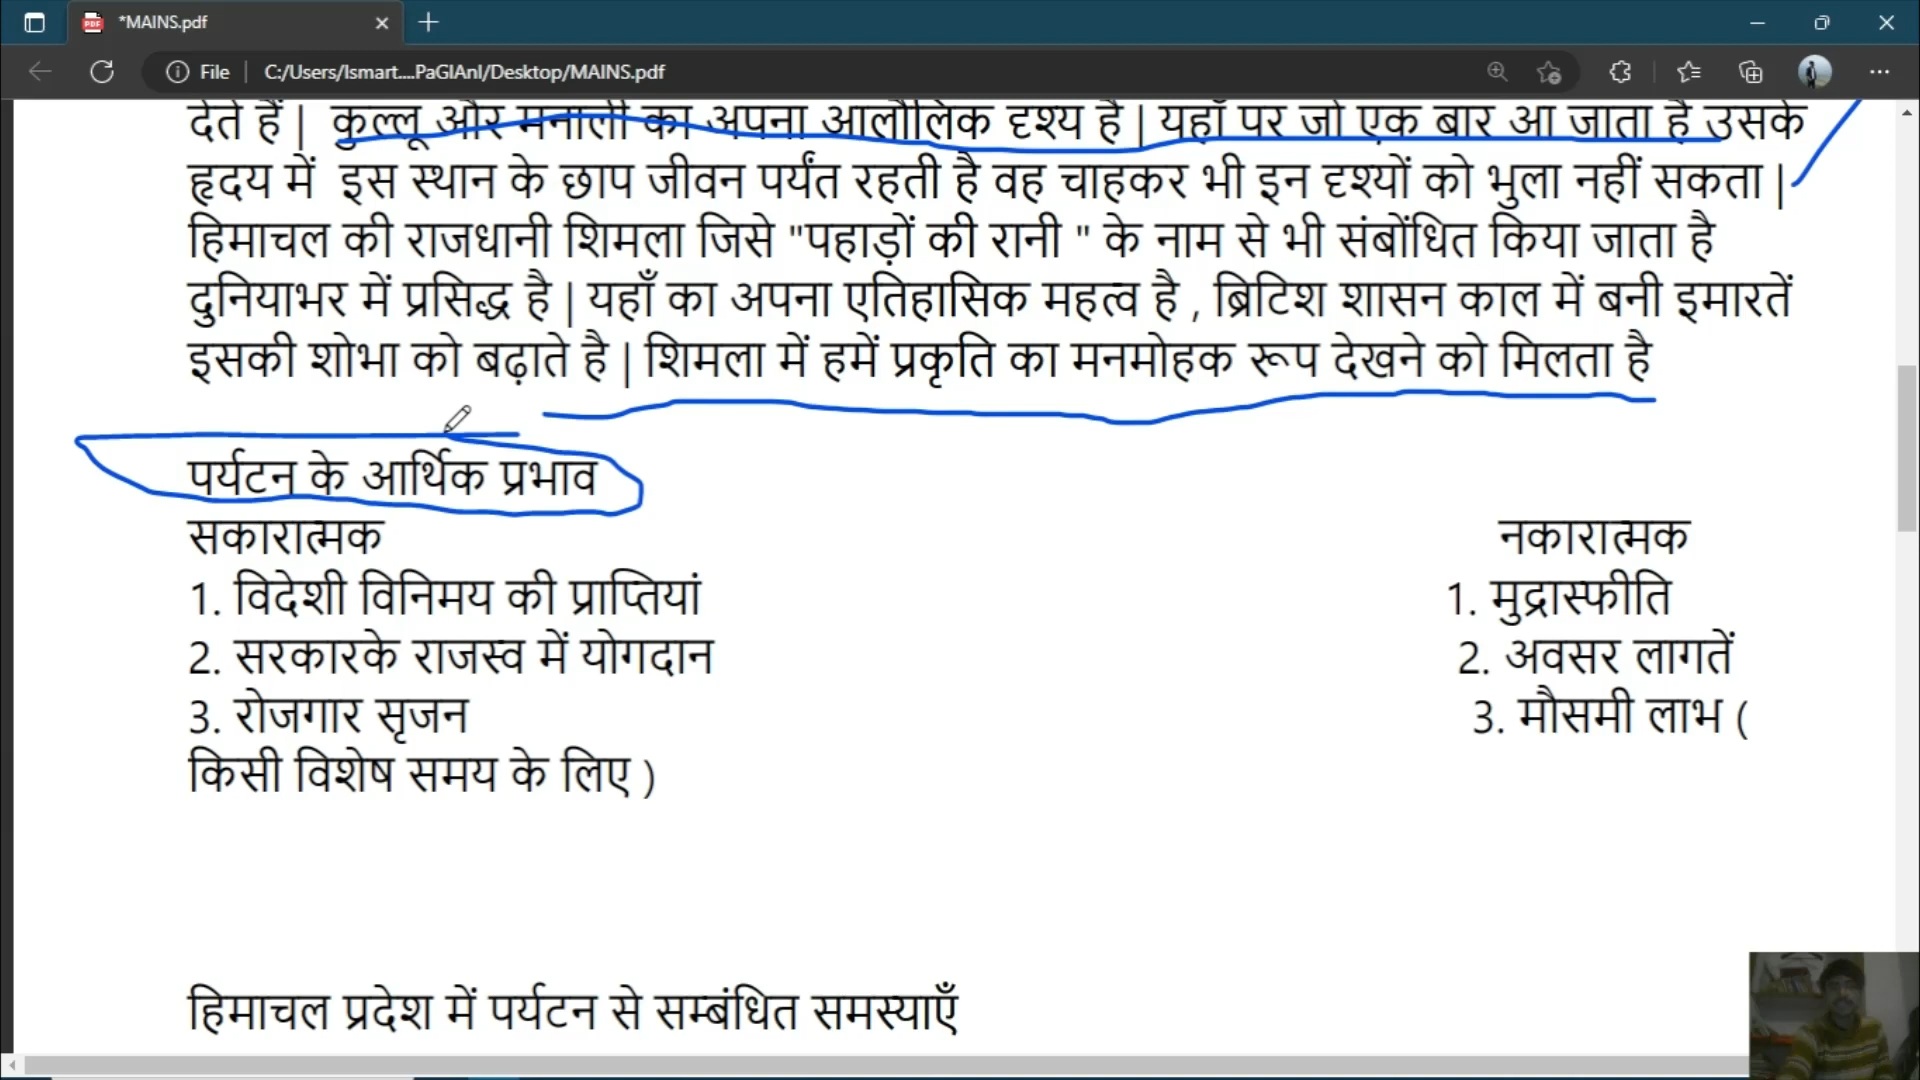 *MAINS.pdf
File C:/Users/Ismart....PaGIAnI/Desktop/MAINS.pdf
देते हैं | कुल्लू और मनाली का अपना आलौलिक दृश्य है | यहाँ पर जो एक बार आ जाता है उसके
हृदय में इस स्थान के छाप जीवन पर्यंत रहती है वह चाहकर भी इन दृश्यों को भुला नहीं सकता |
हिमाचल की राजधानी शिमला जिसे "पहाड़ों की रानी " के नाम से भी संबोंधित किया जाता है
दुनियाभर में प्रसिद्ध है | यहाँ का अपना एतिहासिक महत्व है , ब्रिटिश शासन काल में बनी इमारतें
इसकी शोभा को बढ़ाते है | शिमला में हमें प्रकृति का मनमोहक रूप देखने को मिलता है
पर्यटन के आर्थिक प्रभाव
सकारात्मक नकारात्मक
1. विदेशी विनिमय की प्राप्तियां 1. मुद्रास्फीति
2. सरकारके राजस्व में योगदान 2. अवसर लागतें
3. रोजगार सृजन 3. मौसमी लाभ (
किसी विशेष समय के लिए )
हिमाचल प्रदेश में पर्यटन से सम्बंधित समस्याएँ